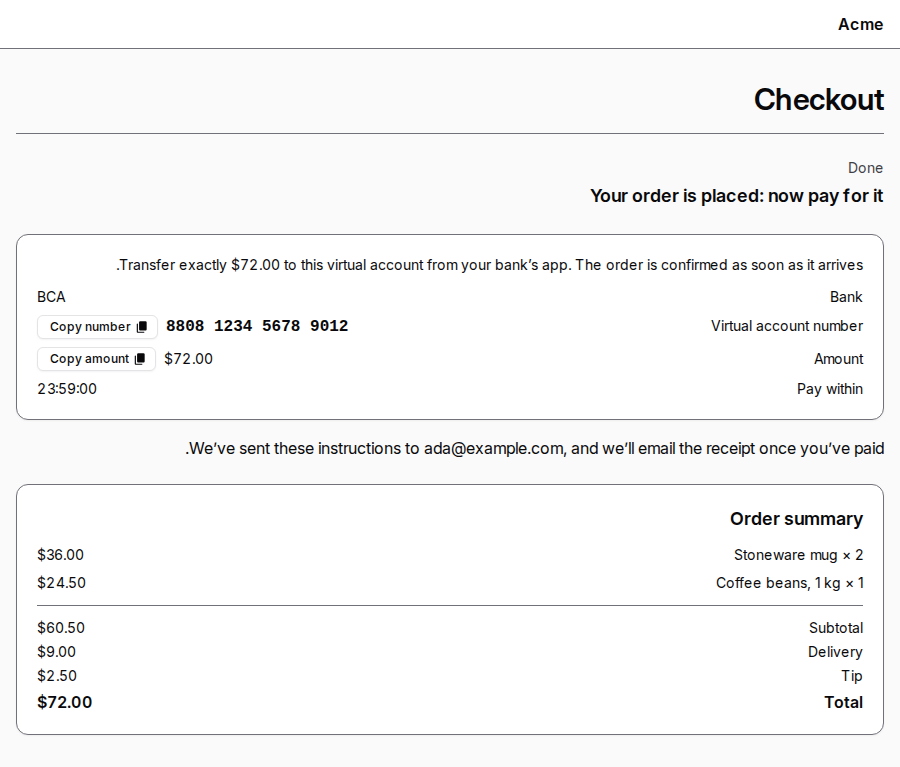 Acme
Checkout
Done
Your order is placed: now pay for it
Transfer exactly $72.00 to this virtual account from your bank’s app. The order is confirmed as soon as it arrives.
Bank BCA
Virtual account number 8808 1234 5678 9012 Copy number
Amount $72.00 Copy amount
Pay within 23:59:00
We’ve sent these instructions to ada@example.com, and we’ll email the receipt once you’ve paid.
Order summary
Stoneware mug × 2 $36.00
Coffee beans, 1 kg × 1 $24.50
Subtotal $60.50
Delivery $9.00
Tip $2.50
Total $72.00